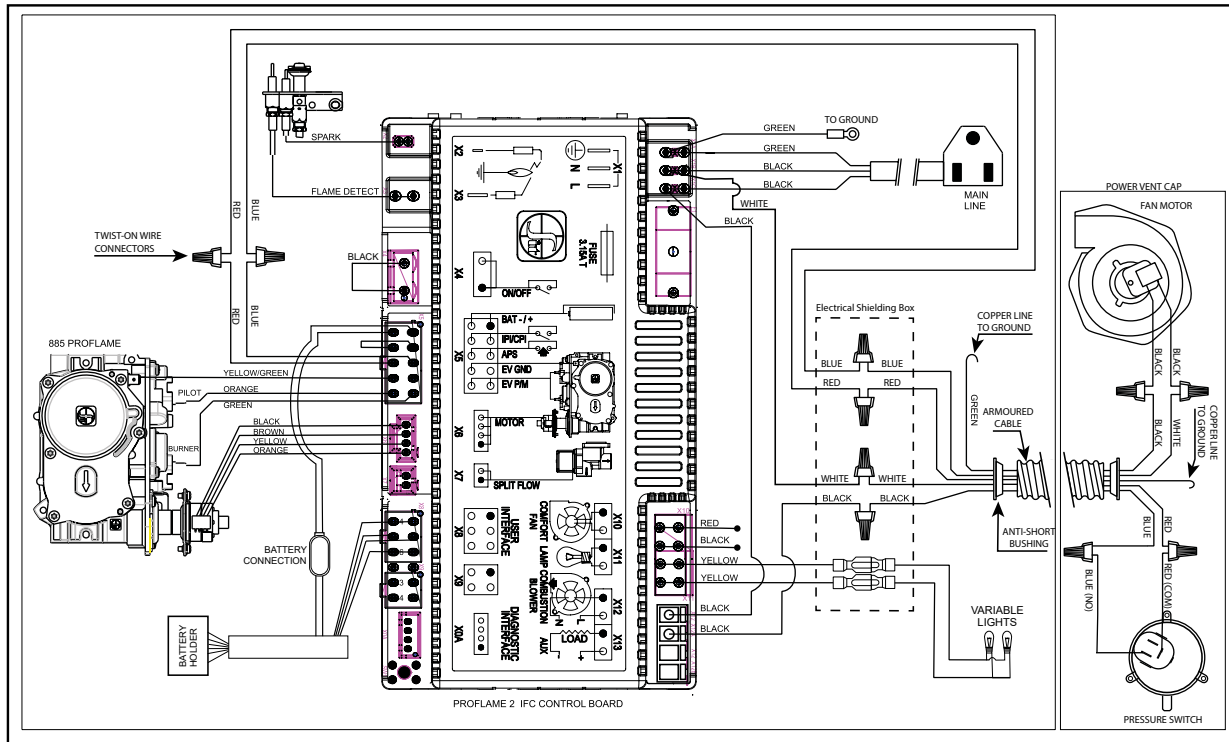 SPARK
FLAME DETECT
RED
BLUE
TWIST-ON WIRE
CONNECTORS
BLACK
RED
BLUE
885 PROFLAME
YELLOW/GREEN
PILOT
ORANGE
GREEN
BLACK
BROWN
BURNER
YELLOW
ORANGE
BATTERY
CONNECTION
BATTERY
HOLDER
X2
X3
X1
N
L
FUSE
3.15A T
X4
ON/OFF
BAT - / +
IPI/CPI
X5
APS
EV GND
EV P/M
X6
MOTOR
X7
SPLIT FLOW
X8
USER
INTERFACE
X9
X0A
DIAGNOSTIC
INTERFACE
X10
COMFORT
FAN
X11
LAMP
COMBUSTION
BLOWER
N
L
X12
X13
LOAD
AUX
- +
PROFLAME 2 IFC CONTROL BOARD
TO GROUND
GREEN
GREEN
BLACK
BLACK
WHITE
BLACK
MAIN
LINE
Electrical Shielding Box
BLUE
BLUE
RED
RED
WHITE
WHITE
BLACK
BLACK
RED
BLACK
YELLOW
YELLOW
BLACK
BLACK
COPPER LINE
TO GROUND
GREEN
ARMOURED
CABLE
ANTI-SHORT
BUSHING
VARIABLE
LIGHTS
POWER VENT CAP
FAN MOTOR
BLACK
BLACK
BLACK
WHITE
COPPER LINE
TO GROUND
BLUE
RED
BLUE (NO)
RED (COM)
PRESSURE SWITCH